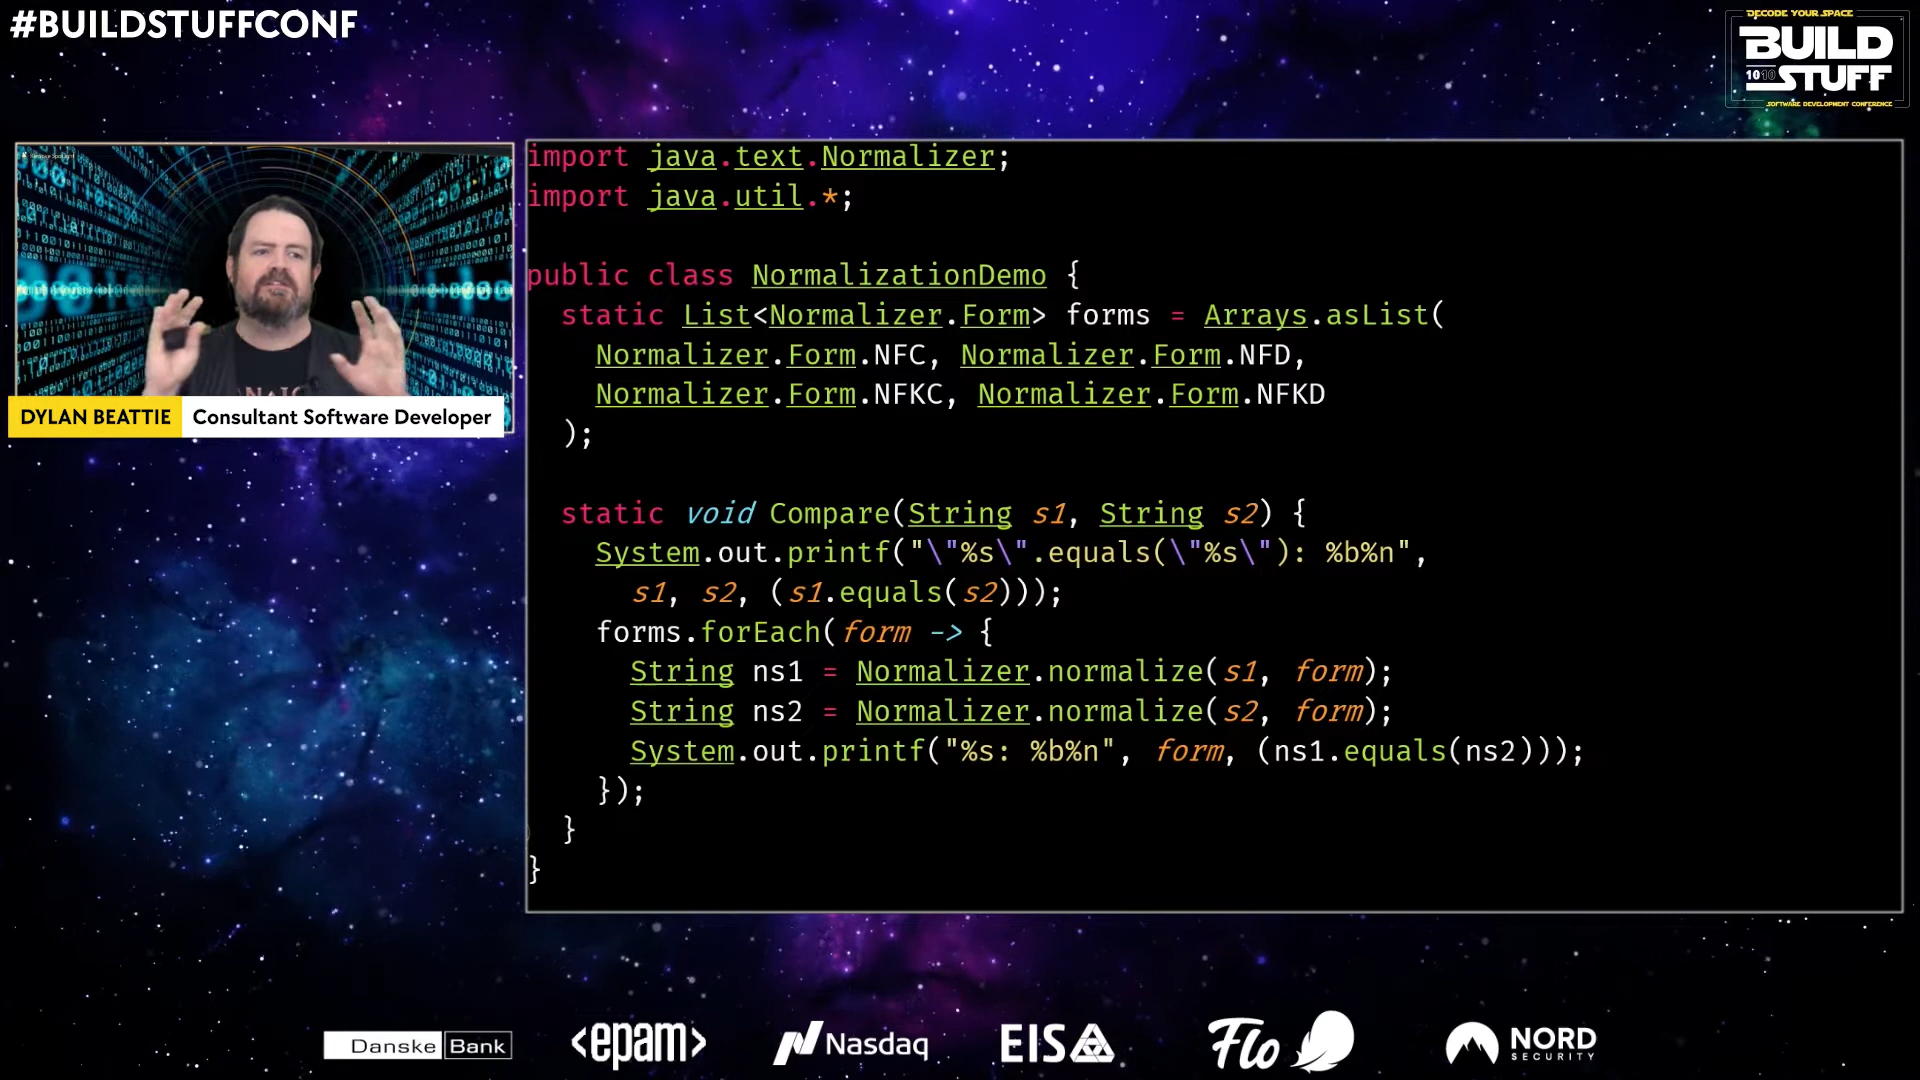 #BUILDSTUFFCONF
DECODE YOUR SPACE
BUILD
1010 STUFF
SOFTWARE DEVELOPMENT CONFERENCE
DYLAN BEATTIE Consultant Software Developer
import java.text.Normalizer;
import java.util.*;
public class NormalizationDemo {
  static List<Normalizer.Form> forms = Arrays.asList(
    Normalizer.Form.NFC, Normalizer.Form.NFD,
    Normalizer.Form.NFKC, Normalizer.Form.NFKD
  );
  static void Compare(String s1, String s2) {
    System.out.printf("\"%s\".equals(\"%s\"): %b%n",
      s1, s2, (s1.equals(s2)));
    forms.forEach(form -> {
      String ns1 = Normalizer.normalize(s1, form);
      String ns2 = Normalizer.normalize(s2, form);
      System.out.printf("%s: %b%n", form, (ns1.equals(ns2)));
    });
  }
}
Danske Bank
<epam>
Nasdaq
EIS
Flo
NORD
SECURITY